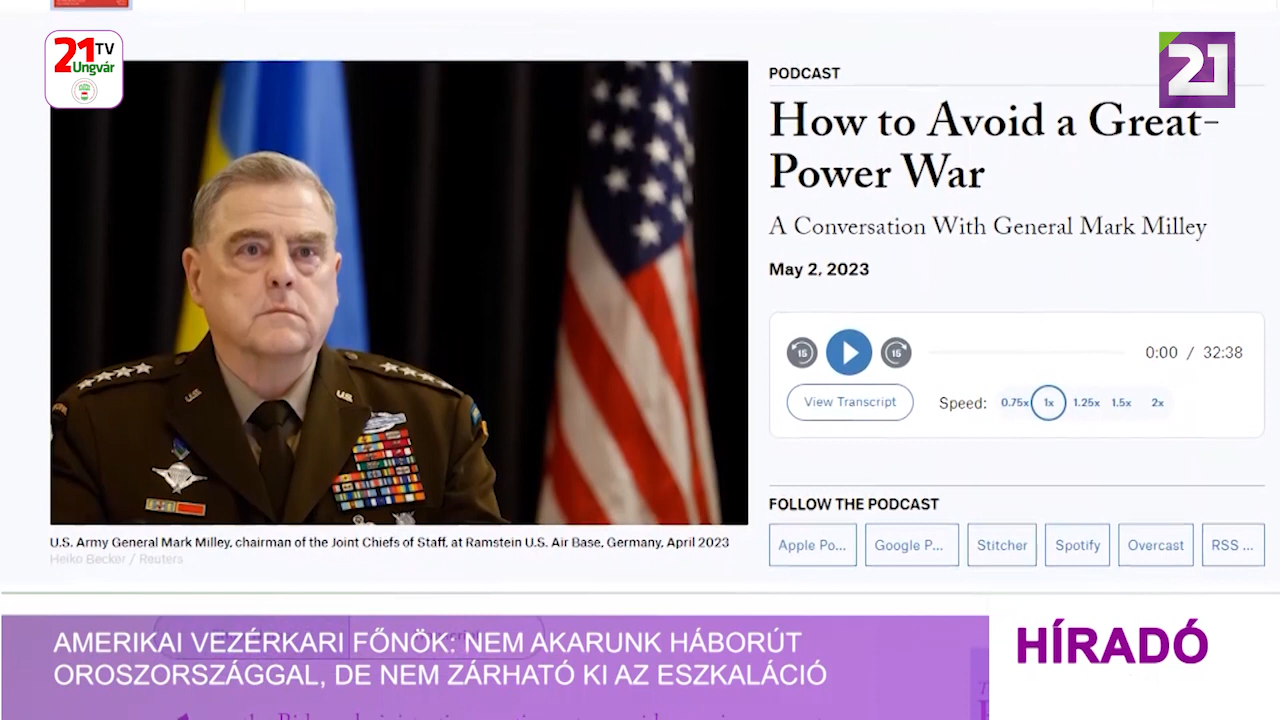 21 TV
Ungvár
21
PODCAST
How to Avoid a Great-
Power War
A Conversation With General Mark Milley
May 2, 2023
15
15
0:00 / 32:38
View Transcript
Speed: 0.75x 1x 1.25x 1.5x 2x
FOLLOW THE PODCAST
Apple Po...
Google P...
Stitcher
Spotify
Overcast
RSS ...
U.S. Army General Mark Milley, chairman of the Joint Chiefs of Staff, at Ramstein U.S. Air Base, Germany, April 2023
Heiko Becker / Reuters
AMERIKAI VEZÉRKARI FŐNÖK: NEM AKARUNK HÁBORÚT
OROSZORSZÁGGAL, DE NEM ZÁRHATÓ KI AZ ESZKALÁCIÓ
HÍRADÓ